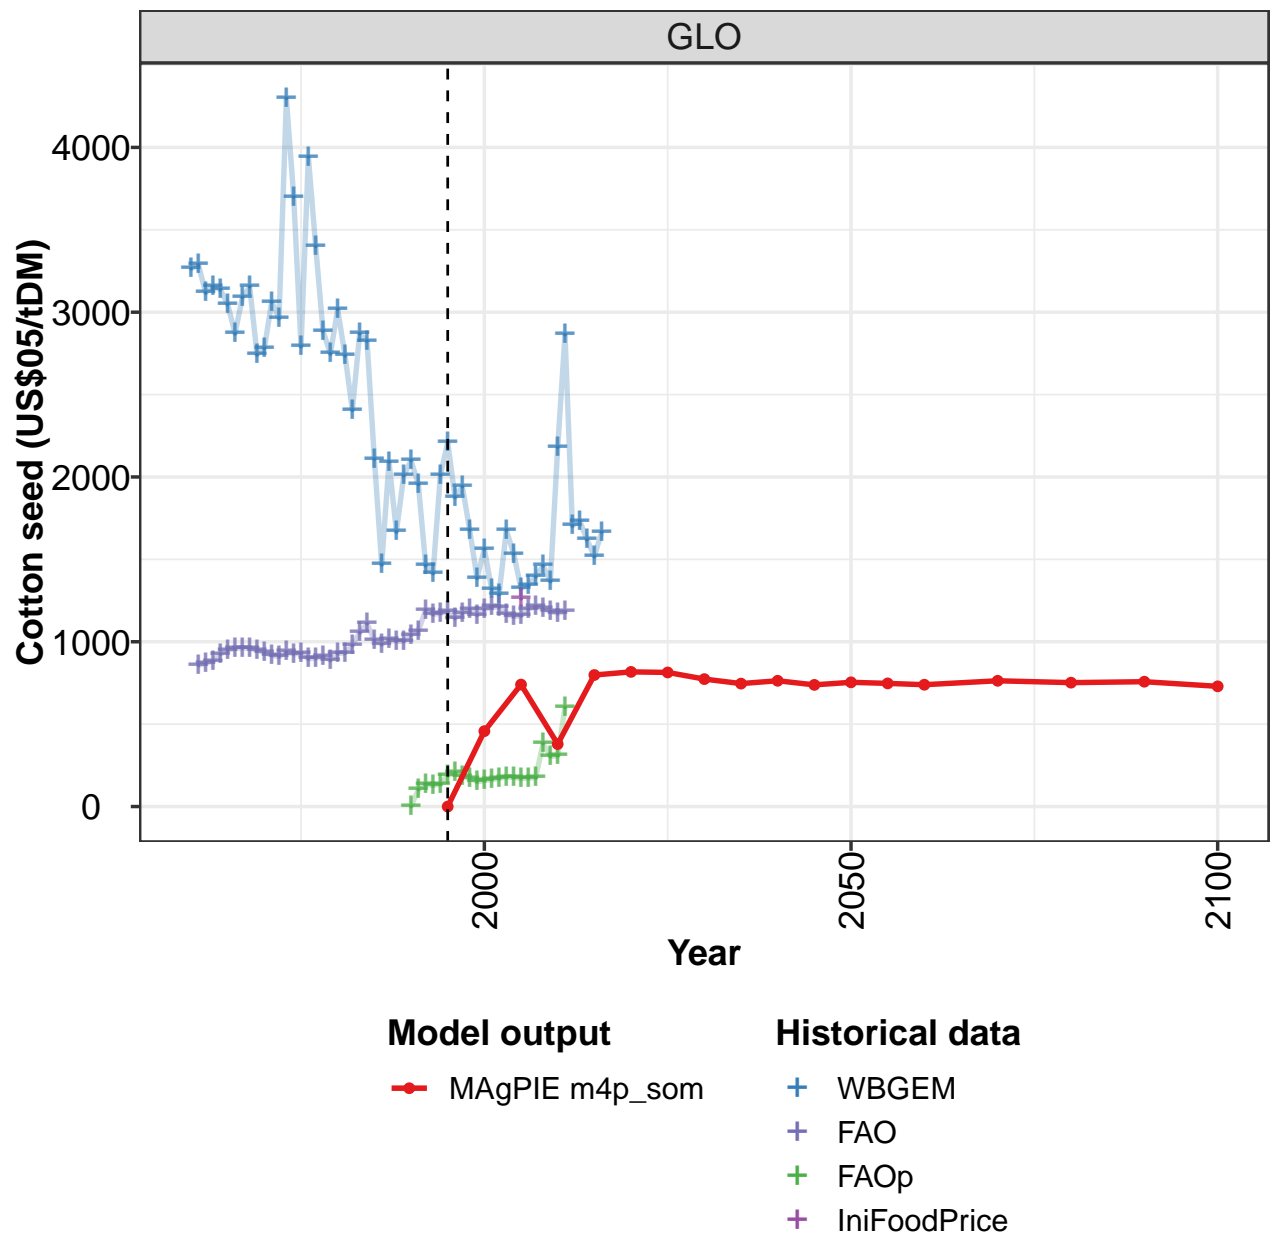 GLO
Cotton seed (US$05/tDM)
4000
3000
2000
1000
0
2000
2050
2100
Year
Model output
MAgPIE m4p_som
Historical data
WBGEM
FAO
FAOp
IniFoodPrice